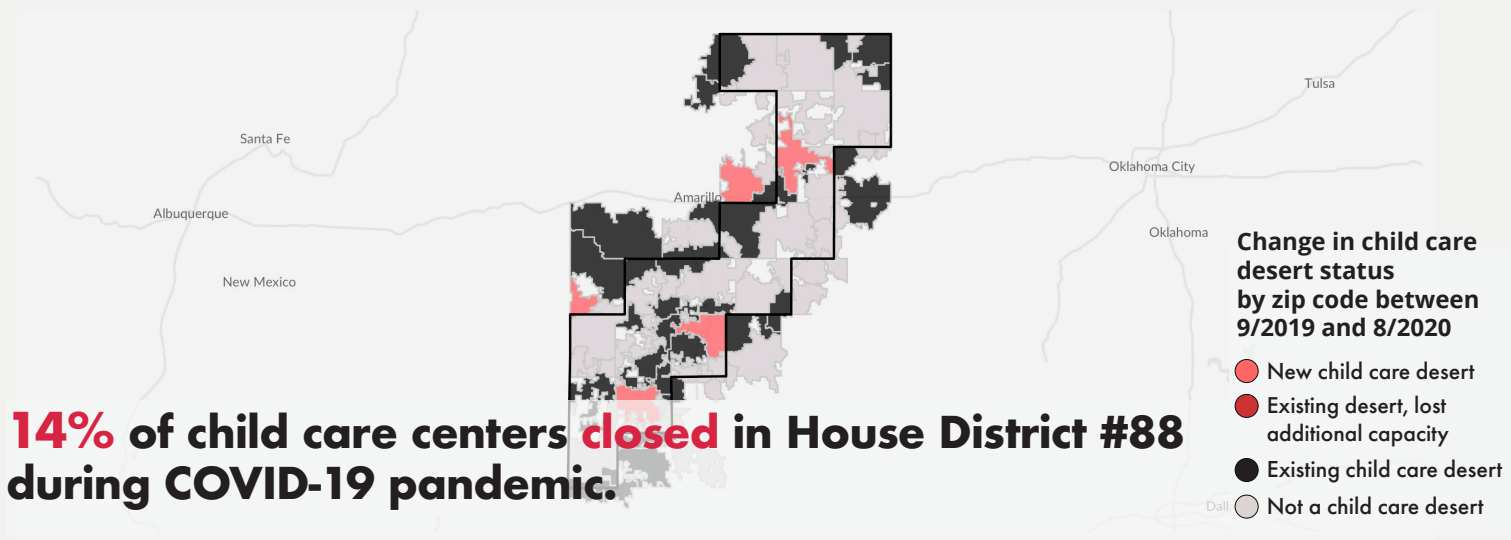 Tulsa
Santa Fe
Oklahoma City
Amarillo
Albuquerque
Oklahoma
New Mexico
Change in child care
desert status
by zip code between
9/2019 and 8/2020
New child care desert
Existing desert, lost
additional capacity
Existing child care desert
Not a child care desert
14% of child care centers closed in House District #88
during COVID-19 pandemic.
Dall